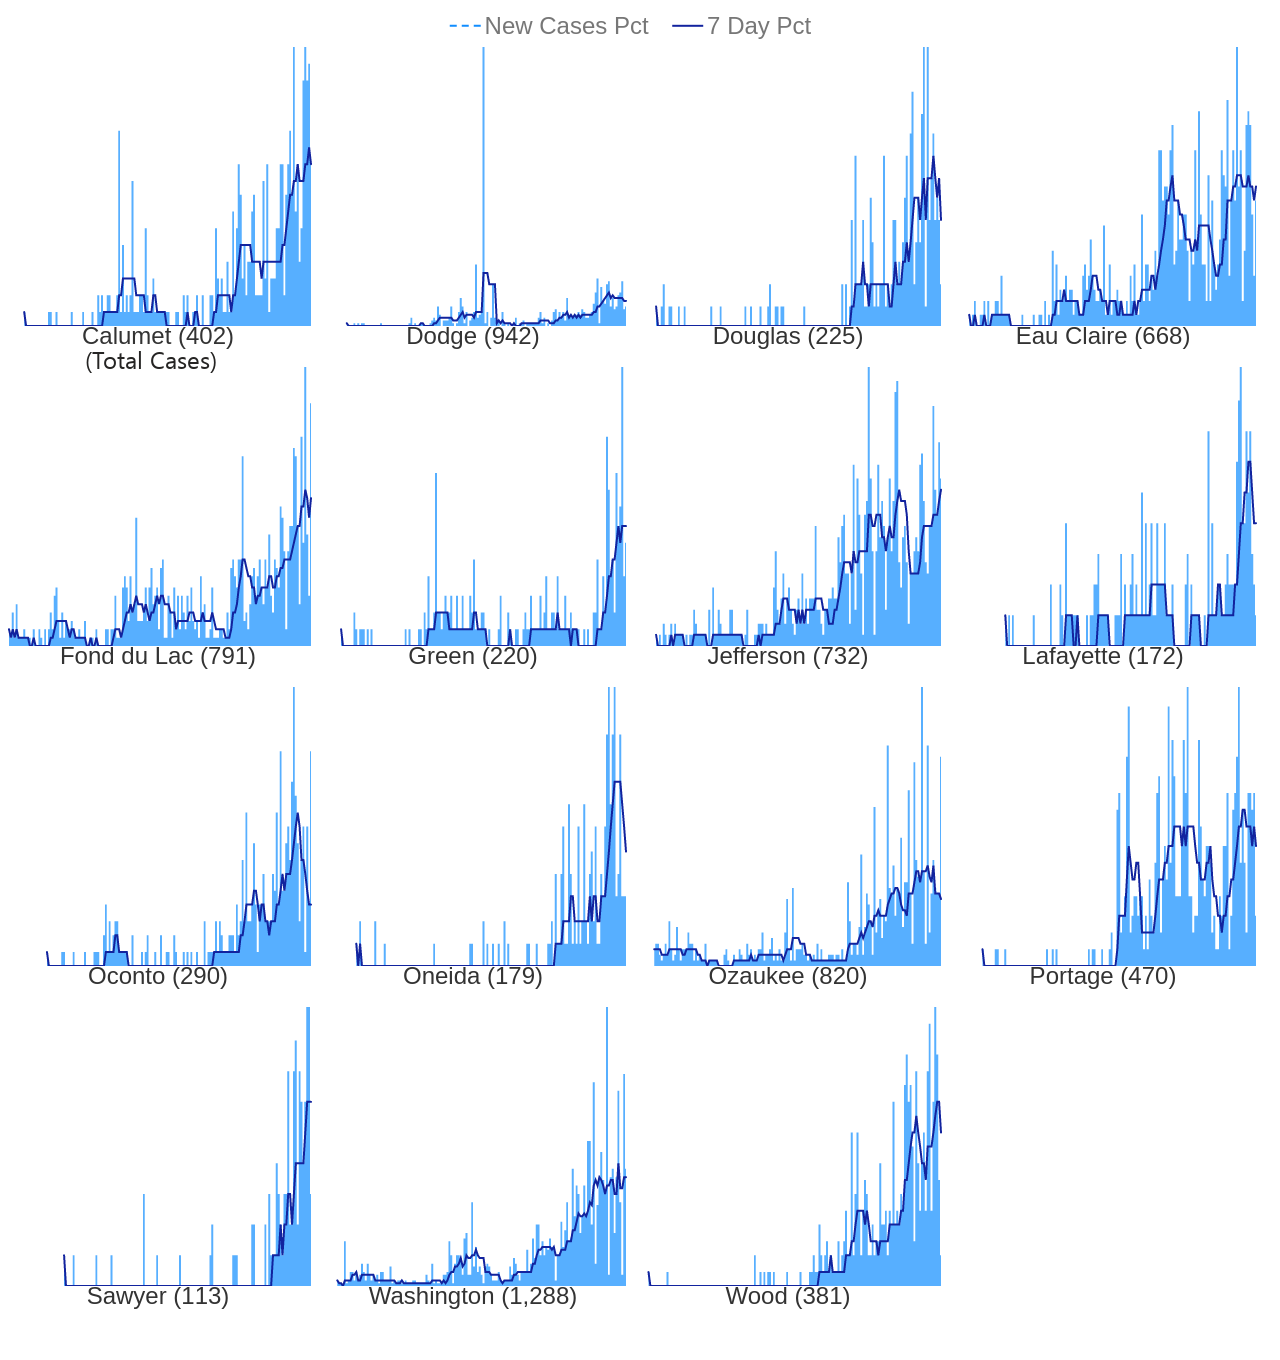 New Cases Pct 7 Day Pct
Calumet (402) Dodge (942) Douglas (225) Eau Claire (668)
(Total Cases)
Fond du Lac (791) Green (220) Jefferson (732) Lafayette (172)
Oconto (290) Oneida (179) Ozaukee (820) Portage (470)
Sawyer (113) Washington (1,288) Wood (381)